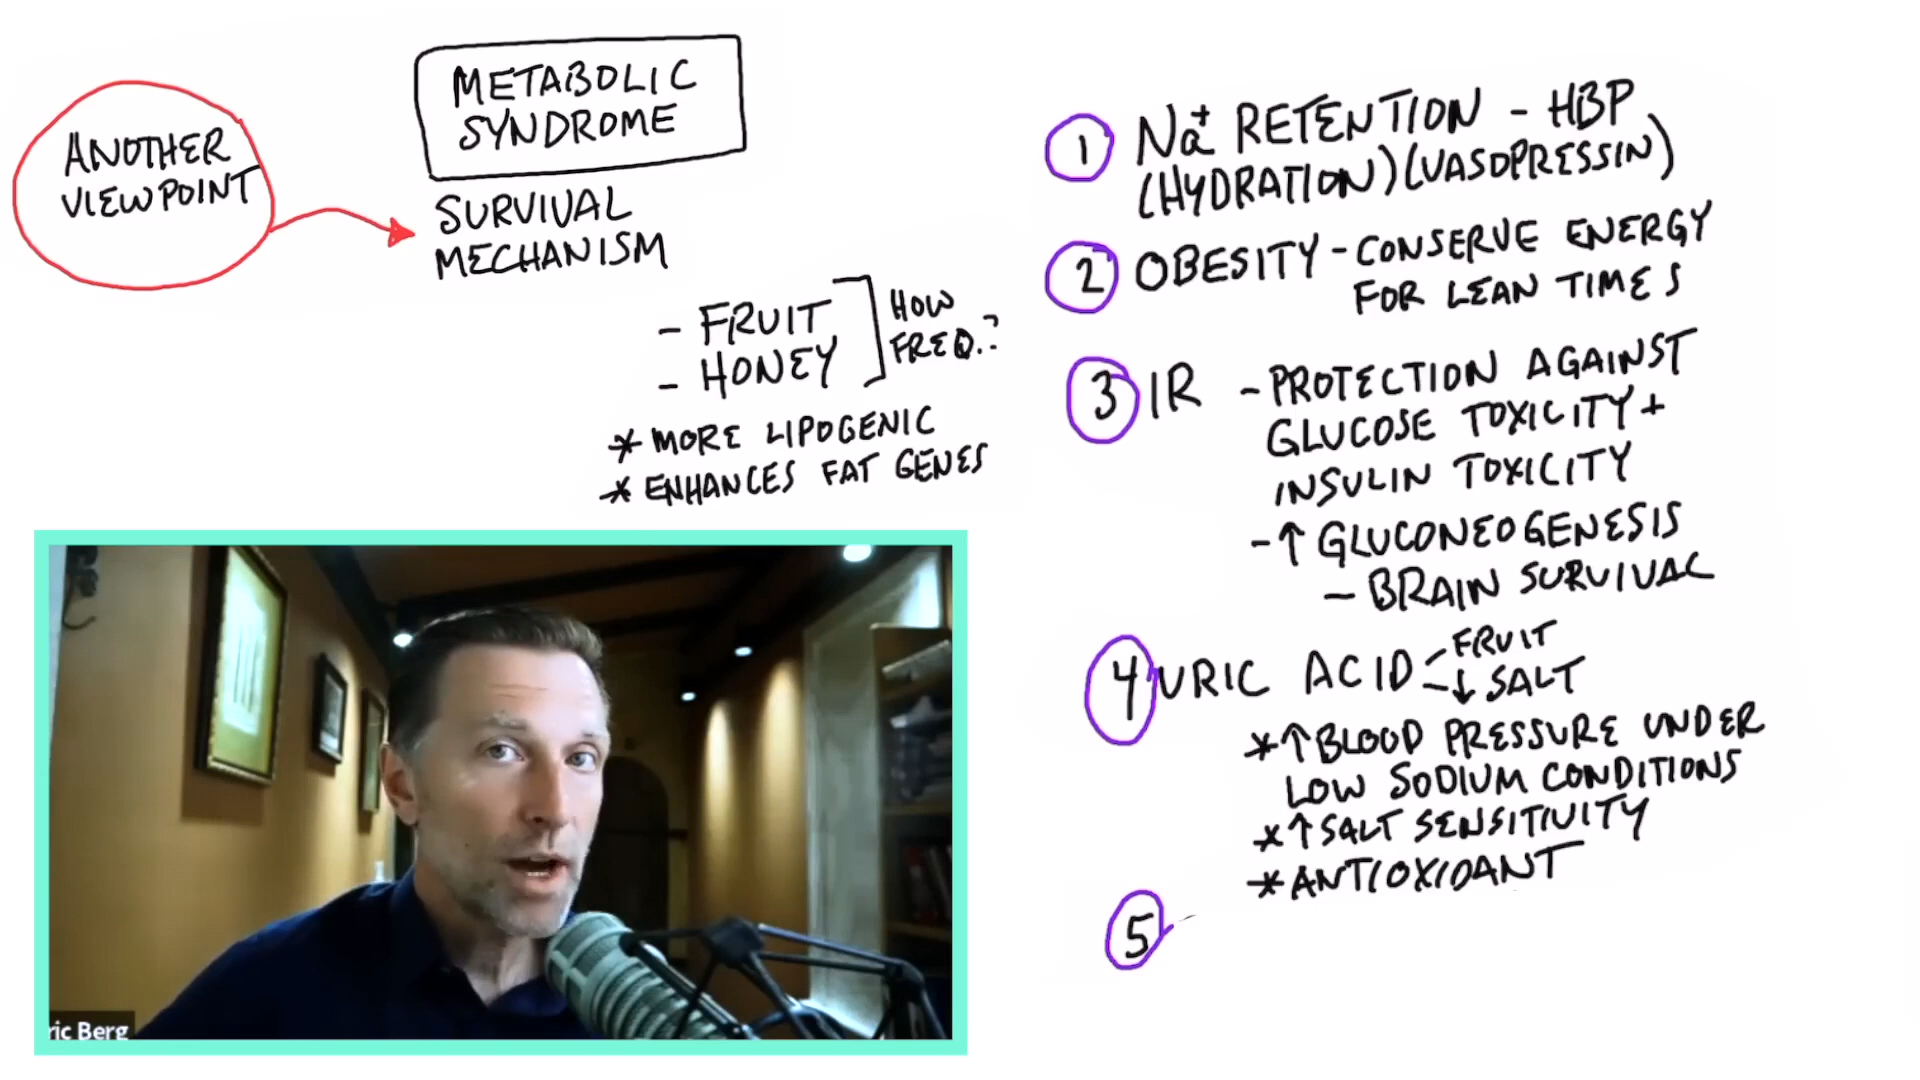 ANOTHER
VIEWPOINT
METABOLIC
SYNDROME
SURVIVAL
MECHANISM
- FRUIT
- HONEY
HOW
FREQ.?
* MORE LIPOGENIC
* ENHANCES FAT GENES
ric Berg
1 Na+ RETENTION - HBP
(HYDRATION) (VASOPRESSIN)
2 OBESITY - CONSERVE ENERGY
FOR LEAN TIMES
3 IR - PROTECTION AGAINST
GLUCOSE TOXICITY +
INSULIN TOXICITY
- ↑ GLUCONEOGENESIS
- BRAIN SURVIVAL
4 URIC ACID - FRUIT
- ↓ SALT
* ↑ BLOOD PRESSURE UNDER
LOW SODIUM CONDITIONS
* ↑ SALT SENSITIVITY
* ANTIOXIDANT
5